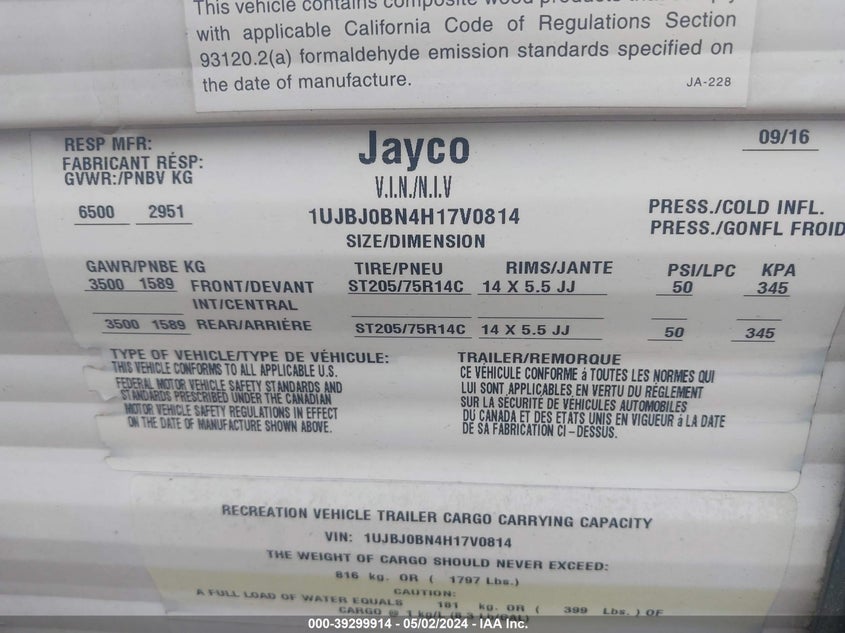 This vehicle contains composite wood products that comply
with applicable California Code of Regulations Section
93120.2(a) formaldehyde emission standards specified on
the date of manufacture.
JA-228
RESP MFR:
Jayco
09/16
FABRICANT RÉSP:
GVWR:/PNBV KG
V.I.N./N.I.V
6500 2951
1UJBJ0BN4H17V0814
PRESS./COLD INFL.
SIZE/DIMENSION
PRESS./GONFL FROID
GAWR/PNBE KG TIRE/PNEU RIMS/JANTE PSI/LPC KPA
3500 1589 FRONT/DEVANT ST205/75R14C 14 X 5.5 JJ 50 345
INT/CENTRAL
3500 1589 REAR/ARRIÈRE ST205/75R14C 14 X 5.5 JJ 50 345
TYPE OF VEHICLE/TYPE DE VÉHICULE: TRAILER/REMORQUE
THIS VEHICLE CONFORMS TO ALL APPLICABLE U.S.
FEDERAL MOTOR VEHICLE SAFETY STANDARDS AND
STANDARDS PRESCRIBED UNDER THE CANADIAN
MOTOR VEHICLE SAFETY REGULATIONS IN EFFECT
ON THE DATE OF MANUFACTURE SHOWN ABOVE.
CE VÉHICULE CONFORME à TOUTES LES NORMES QUI
LUI SONT APPLICABLES EN VERTU DU RÈGLEMENT
SUR LA SÉCURITÉ DE VÉHICULES AUTOMOBILES
DU CANADA ET DES ÉTATS UNIS EN VIGUEUR à LA DATE
DE SA FABRICATION CI-DESSUS.
RECREATION VEHICLE TRAILER CARGO CARRYING CAPACITY
VIN: 1UJBJ0BN4H17V0814
THE WEIGHT OF CARGO SHOULD NEVER EXCEED:
816 kg. OR ( 1797 Lbs.)
CAUTION:
A FULL LOAD OF WATER EQUALS 181 kg. OR ( 399 Lbs.) OF
CARGO @ 1 kg/L (8.3 Lb/GAL)
000-39299914 - 05/02/2024 - IAA Inc.